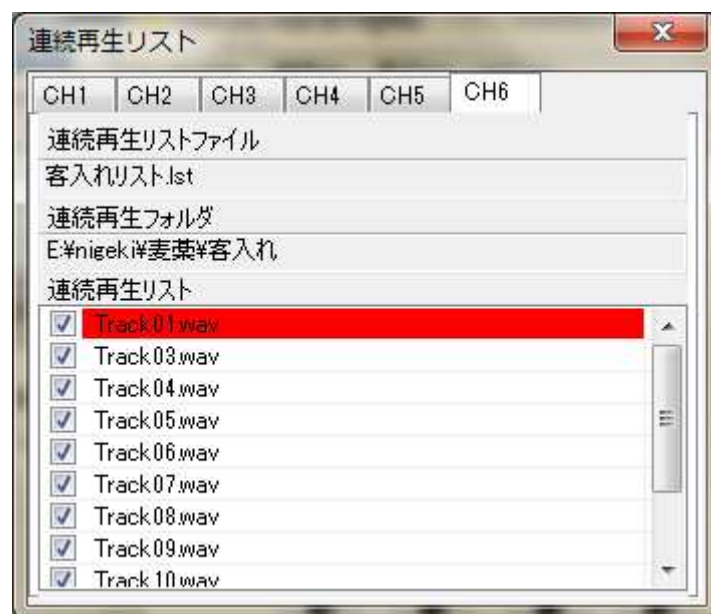 連続再生リスト
CH1 CH2 CH3 CH4 CH5 CH6
連続再生リストファイル
客入れリスト.lst
連続再生フォルダ
E:¥nigeki¥麦藁¥客入れ
連続再生リスト
Track01.wav
Track03.wav
Track04.wav
Track05.wav
Track06.wav
Track07.wav
Track08.wav
Track09.wav
Track10.wav